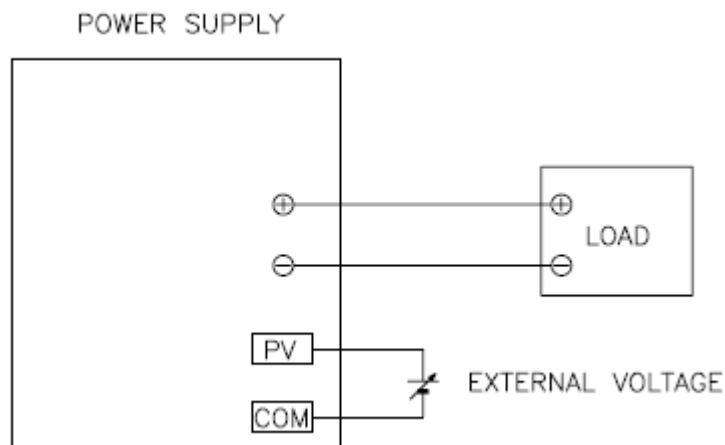 POWER SUPPLY
LOAD
PV
EXTERNAL VOLTAGE
COM